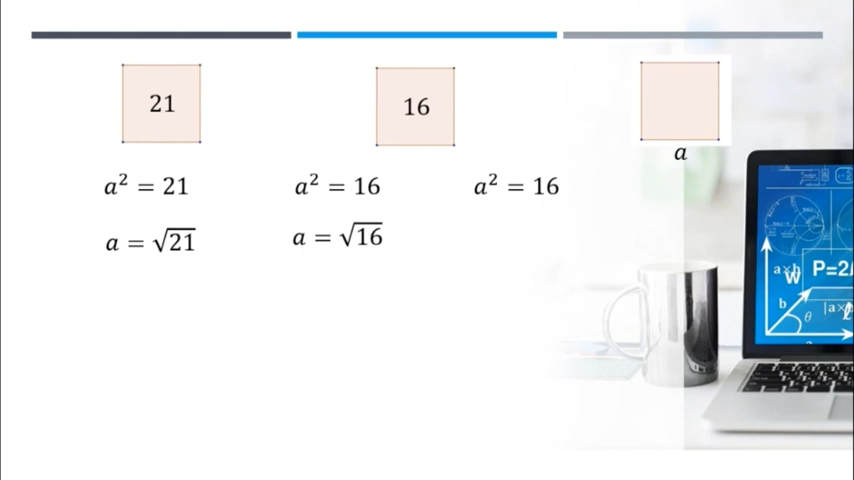 21
16
a
a² = 21
a² = 16
a² = 16
a = √21
a = √16
a×b
W
P=2
b
θ
|a×
ℓ